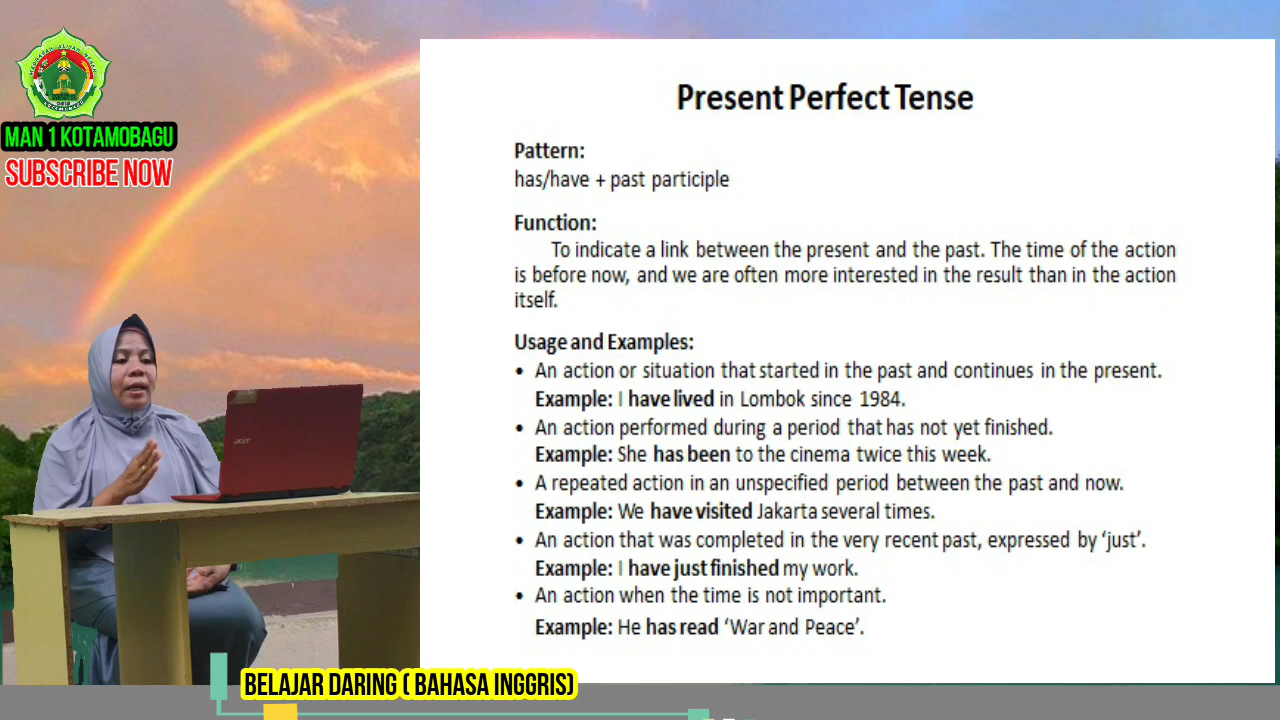 MAN 1 KOTAMOBAGU
SUBSCRIBE NOW
Present Perfect Tense
Pattern:
has/have + past participle
Function:
To indicate a link between the present and the past. The time of the action
is before now, and we are often more interested in the result than in the action
itself.
Usage and Examples:
• An action or situation that started in the past and continues in the present.
Example: I have lived in Lombok since 1984.
• An action performed during a period that has not yet finished.
Example: She has been to the cinema twice this week.
• A repeated action in an unspecified period between the past and now.
Example: We have visited Jakarta several times.
• An action that was completed in the very recent past, expressed by ‘just’.
Example: I have just finished my work.
• An action when the time is not important.
Example: He has read ‘War and Peace’.
acer
BELAJAR DARING ( BAHASA INGGRIS)